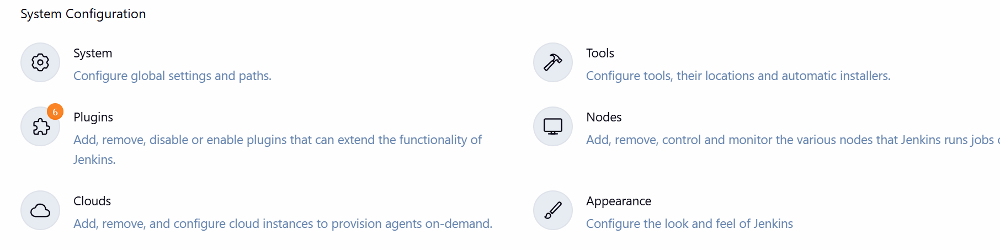 System Configuration
System
Configure global settings and paths.
Tools
Configure tools, their locations and automatic installers.
6
Plugins
Add, remove, disable or enable plugins that can extend the functionality of
Jenkins.
Nodes
Add, remove, control and monitor the various nodes that Jenkins runs jobs
Clouds
Add, remove, and configure cloud instances to provision agents on-demand.
Appearance
Configure the look and feel of Jenkins